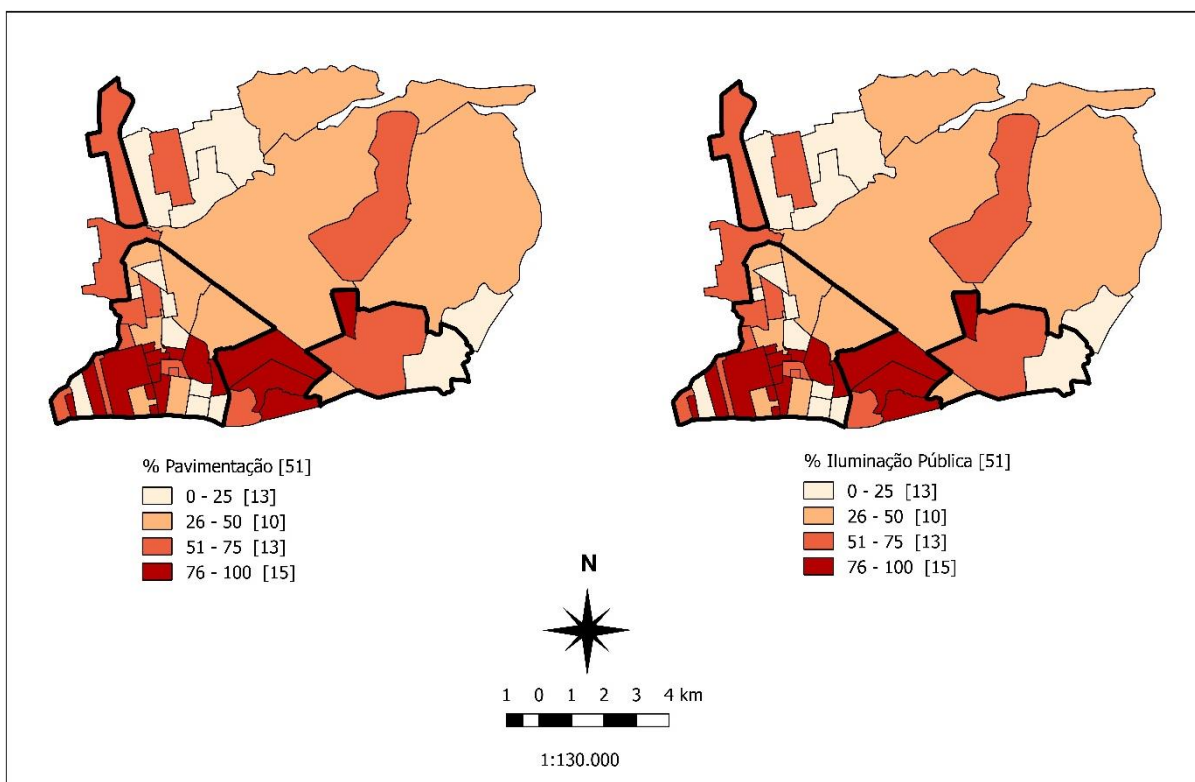 % Pavimentação [51]
0 - 25 [13]
26 - 50 [10]
51 - 75 [13]
76 - 100 [15]
% Iluminação Pública [51]
0 - 25 [13]
26 - 50 [10]
51 - 75 [13]
76 - 100 [15]
N
1 0 1 2 3 4 km
1:130.000